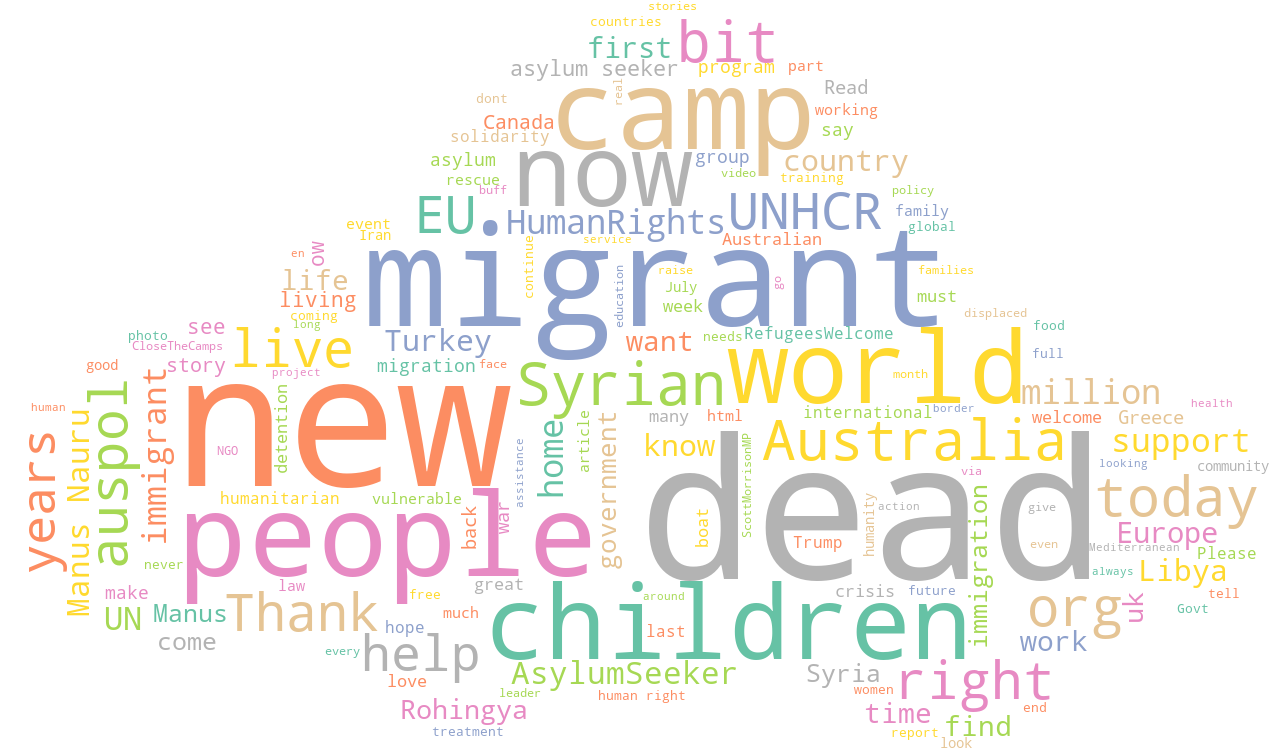 stories
countries
bit
first
asylum seeker
program
part
camp
real
Read
dont
working
Canada
say
solidarity
now
group
country
asylum
video
training
rescue
buff
policy
EU
HumanRights
UNHCR
family
event
global
Iran
service
Australian
migrant
en
ow
continue
education
raise
go
families
life
July
must
living
week
displaced
coming
long
photo
see
live
Turkey
want
needs
RefugeesWelcome
food
CloseTheCamps
world
full
good
story
project
migration
face
month
new
Syrian
million
human
immigrant
detention
auspol
Manus Nauru
years
home
article
government
many
html
international
border
welcome
Greece
health
NGO
assistance
know
Australia
support
looking
community
humanitarian
vulnerable
dead
via
people
back
war
boat
ScottMorrisonMP
humanity
action
give
today
Trump
immigration
even
Europe
Mediterranean
Please
never
always
Libya
law
great
children
crisis
future
make
free
around
tell
UN
Manus
Thank
much
org
uk
Govt
hope
last
come
every
help
work
love
AsylumSeeker
Syria
right
leader
human right
women
Rohingya
time
end
treatment
report
find
look